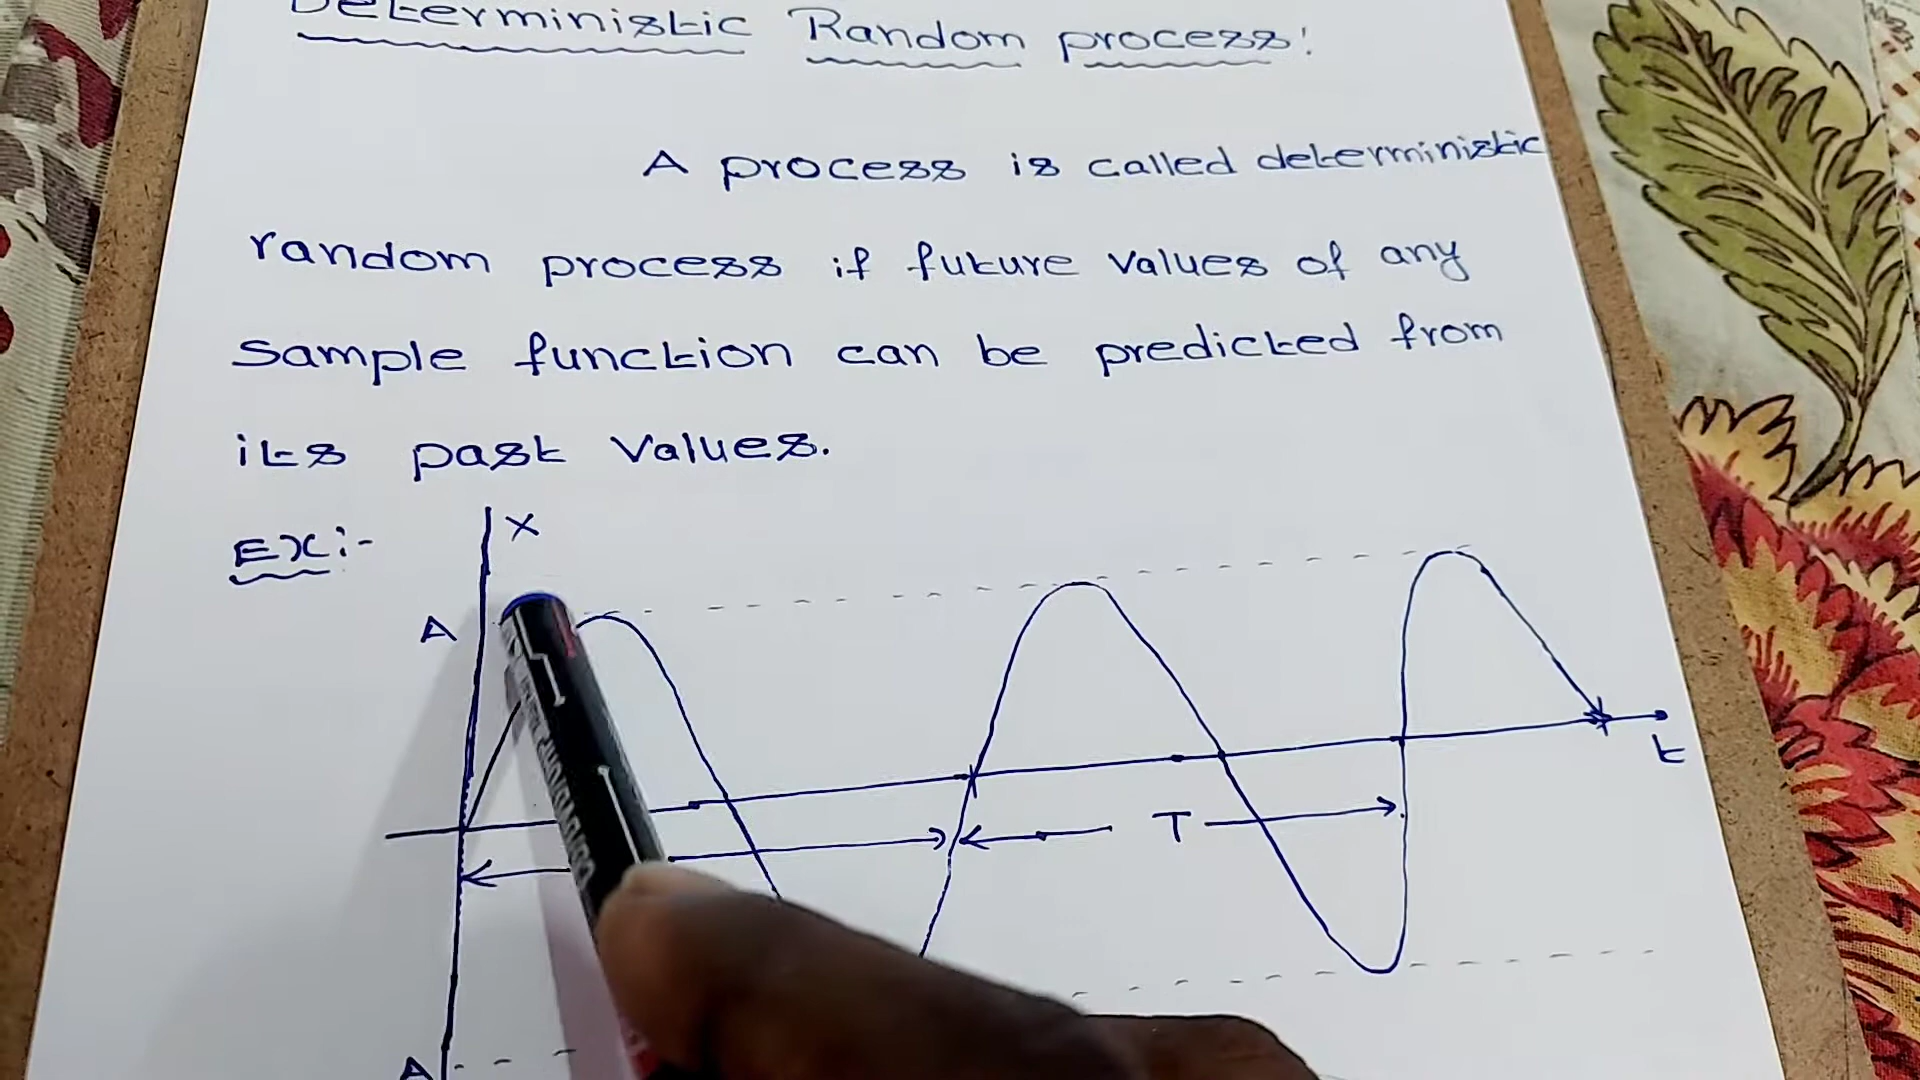 Deterministic Random process:
A process is called deterministic
random process if future values of any
sample function can be predicted from
its past values.
EX:-
X
A
T
t
A